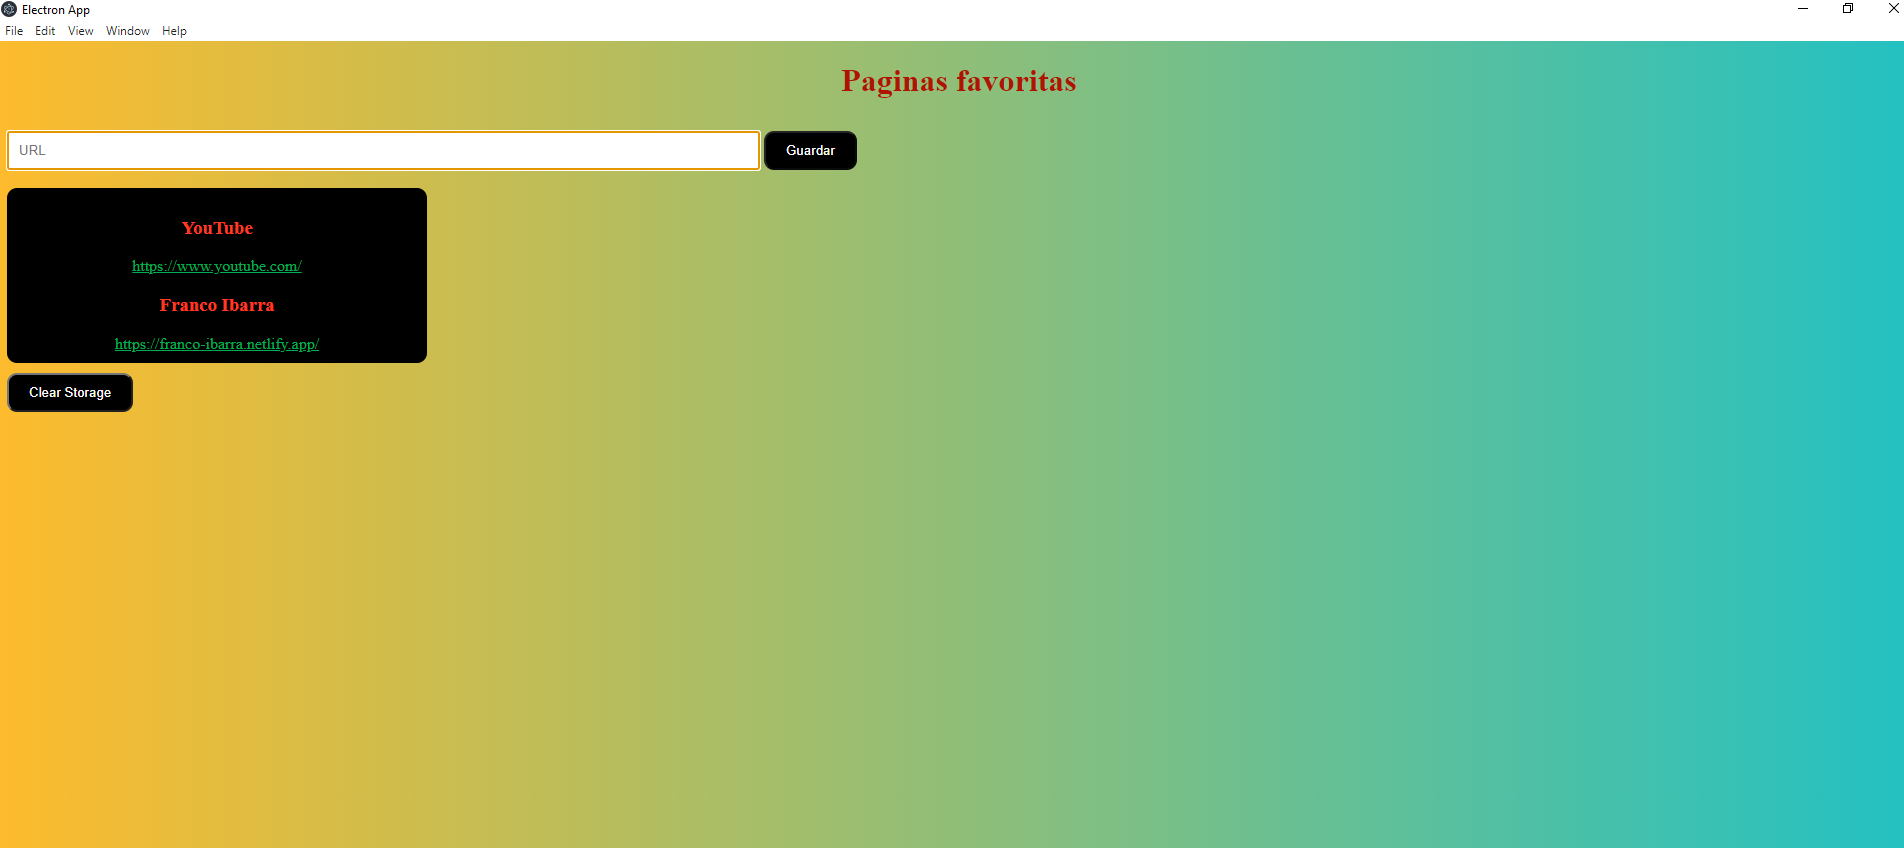 Electron App
File Edit View Window Help
Paginas favoritas
URL Guardar
YouTube
https://www.youtube.com/
Franco Ibarra
https://franco-ibarra.netlify.app/
Clear Storage